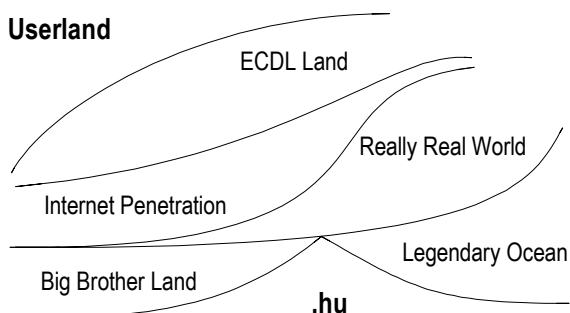 Userland
ECDL Land
Really Real World
Internet Penetration
Legendary Ocean
Big Brother Land
.hu